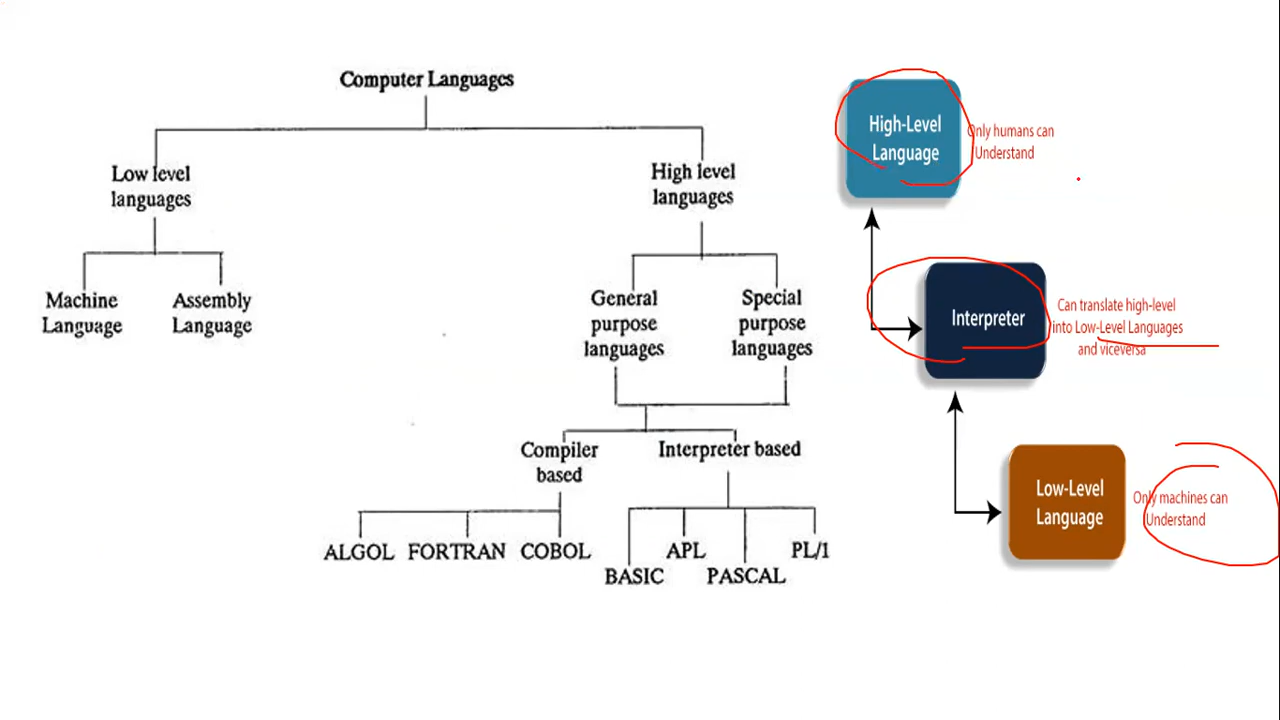 Computer Languages
Low level
languages
High level
languages
Machine
Language
Assembly
Language
General
purpose
languages
Special
purpose
languages
Compiler
based
Interpreter based
ALGOL
FORTRAN
COBOL
BASIC
APL
PASCAL
PL/1
High-Level
Language
Only humans can
Understand
Interpreter
Can translate high-level
into Low-Level Languages
and viceversa
Low-Level
Language
Only machines can
Understand